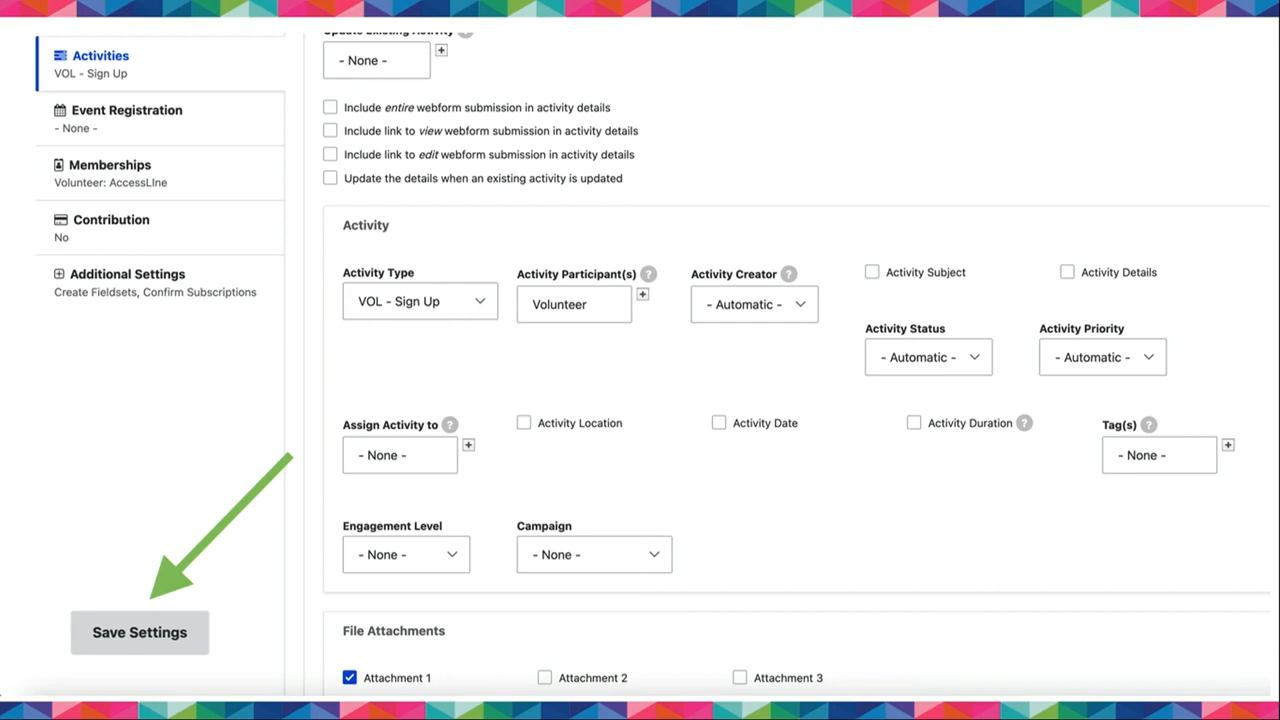 Update Existing Activity ?
- None - +
Activities
VOL - Sign Up
Event Registration
- None -
Memberships
Volunteer: AccessLIne
Contribution
No
Additional Settings
Create Fieldsets, Confirm Subscriptions
Save Settings
Include entire webform submission in activity details
Include link to view webform submission in activity details
Include link to edit webform submission in activity details
Update the details when an existing activity is updated
Activity
Activity Type
VOL - Sign Up
Activity Participant(s) ?
Volunteer +
Activity Creator ?
- Automatic -
Activity Subject
Activity Details
Activity Status
- Automatic -
Activity Priority
- Automatic -
Assign Activity to ?
- None - +
Activity Location
Activity Date
Activity Duration ?
Tag(s) ?
- None - +
Engagement Level
- None -
Campaign
- None -
File Attachments
Attachment 1
Attachment 2
Attachment 3